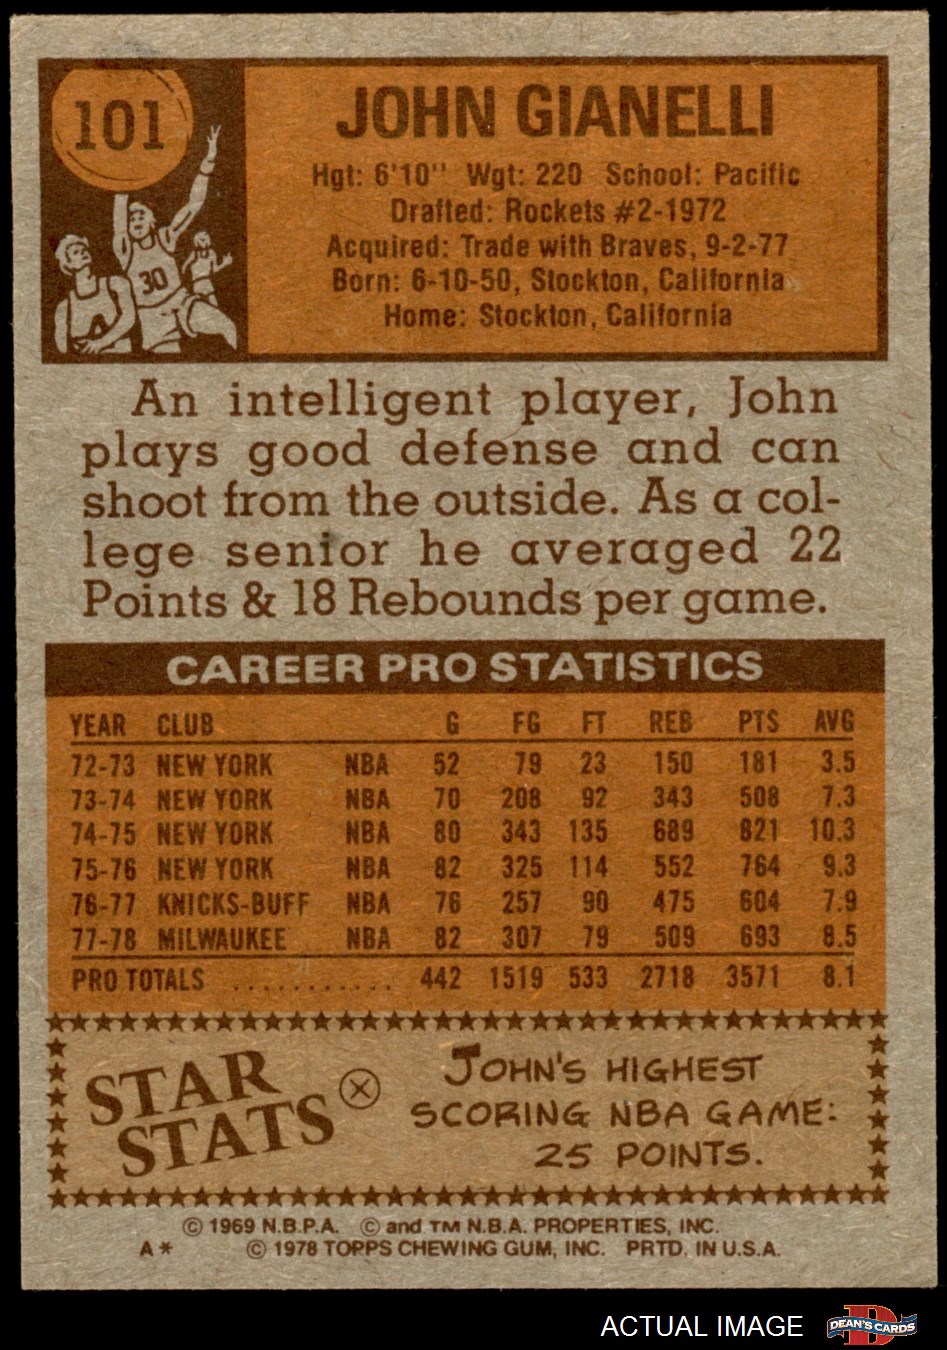 101
JOHN GIANELLI
Hgt: 6'10" Wgt: 220 School: Pacific
Drafted: Rockets #2-1972
Acquired: Trade with Braves, 9-2-77
Born: 6-10-50, Stockton, California
Home: Stockton, California
30
An intelligent player, John
plays good defense and can
shoot from the outside. As a col-
lege senior he averaged 22
Points & 18 Rebounds per game.
CAREER PRO STATISTICS
YEAR CLUB G FG FT REB PTS AVG
72-73 NEW YORK NBA 52 79 23 150 181 3.5
73-74 NEW YORK NBA 70 208 92 343 508 7.3
74-75 NEW YORK NBA 80 343 135 689 821 10.3
75-76 NEW YORK NBA 82 325 114 552 764 9.3
76-77 KNICKS-BUFF NBA 76 257 90 475 604 7.9
77-78 MILWAUKEE NBA 82 307 79 509 693 8.5
PRO TOTALS ........... 442 1519 533 2718 3571 8.1
STAR
STATS
JOHN'S HIGHEST
SCORING NBA GAME:
25 POINTS.
© 1969 N.B.P.A. © and TM N.B.A. PROPERTIES, INC.
A* © 1978 TOPPS CHEWING GUM, INC. PRTD. IN U.S.A.
ACTUAL IMAGE D DEAN'S CARDS